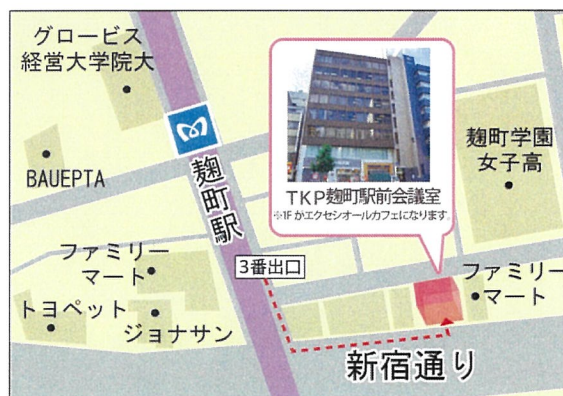 グロービス
経営大学院大
BAUEPTA
麹町駅
TKP麹町駅前会議室
※1Fがエクセシオールカフェになります。
麹町学園
女子高
ファミリー
マート
3番出口
ファミリー
マート
トヨペット
ジョナサン
新宿通り